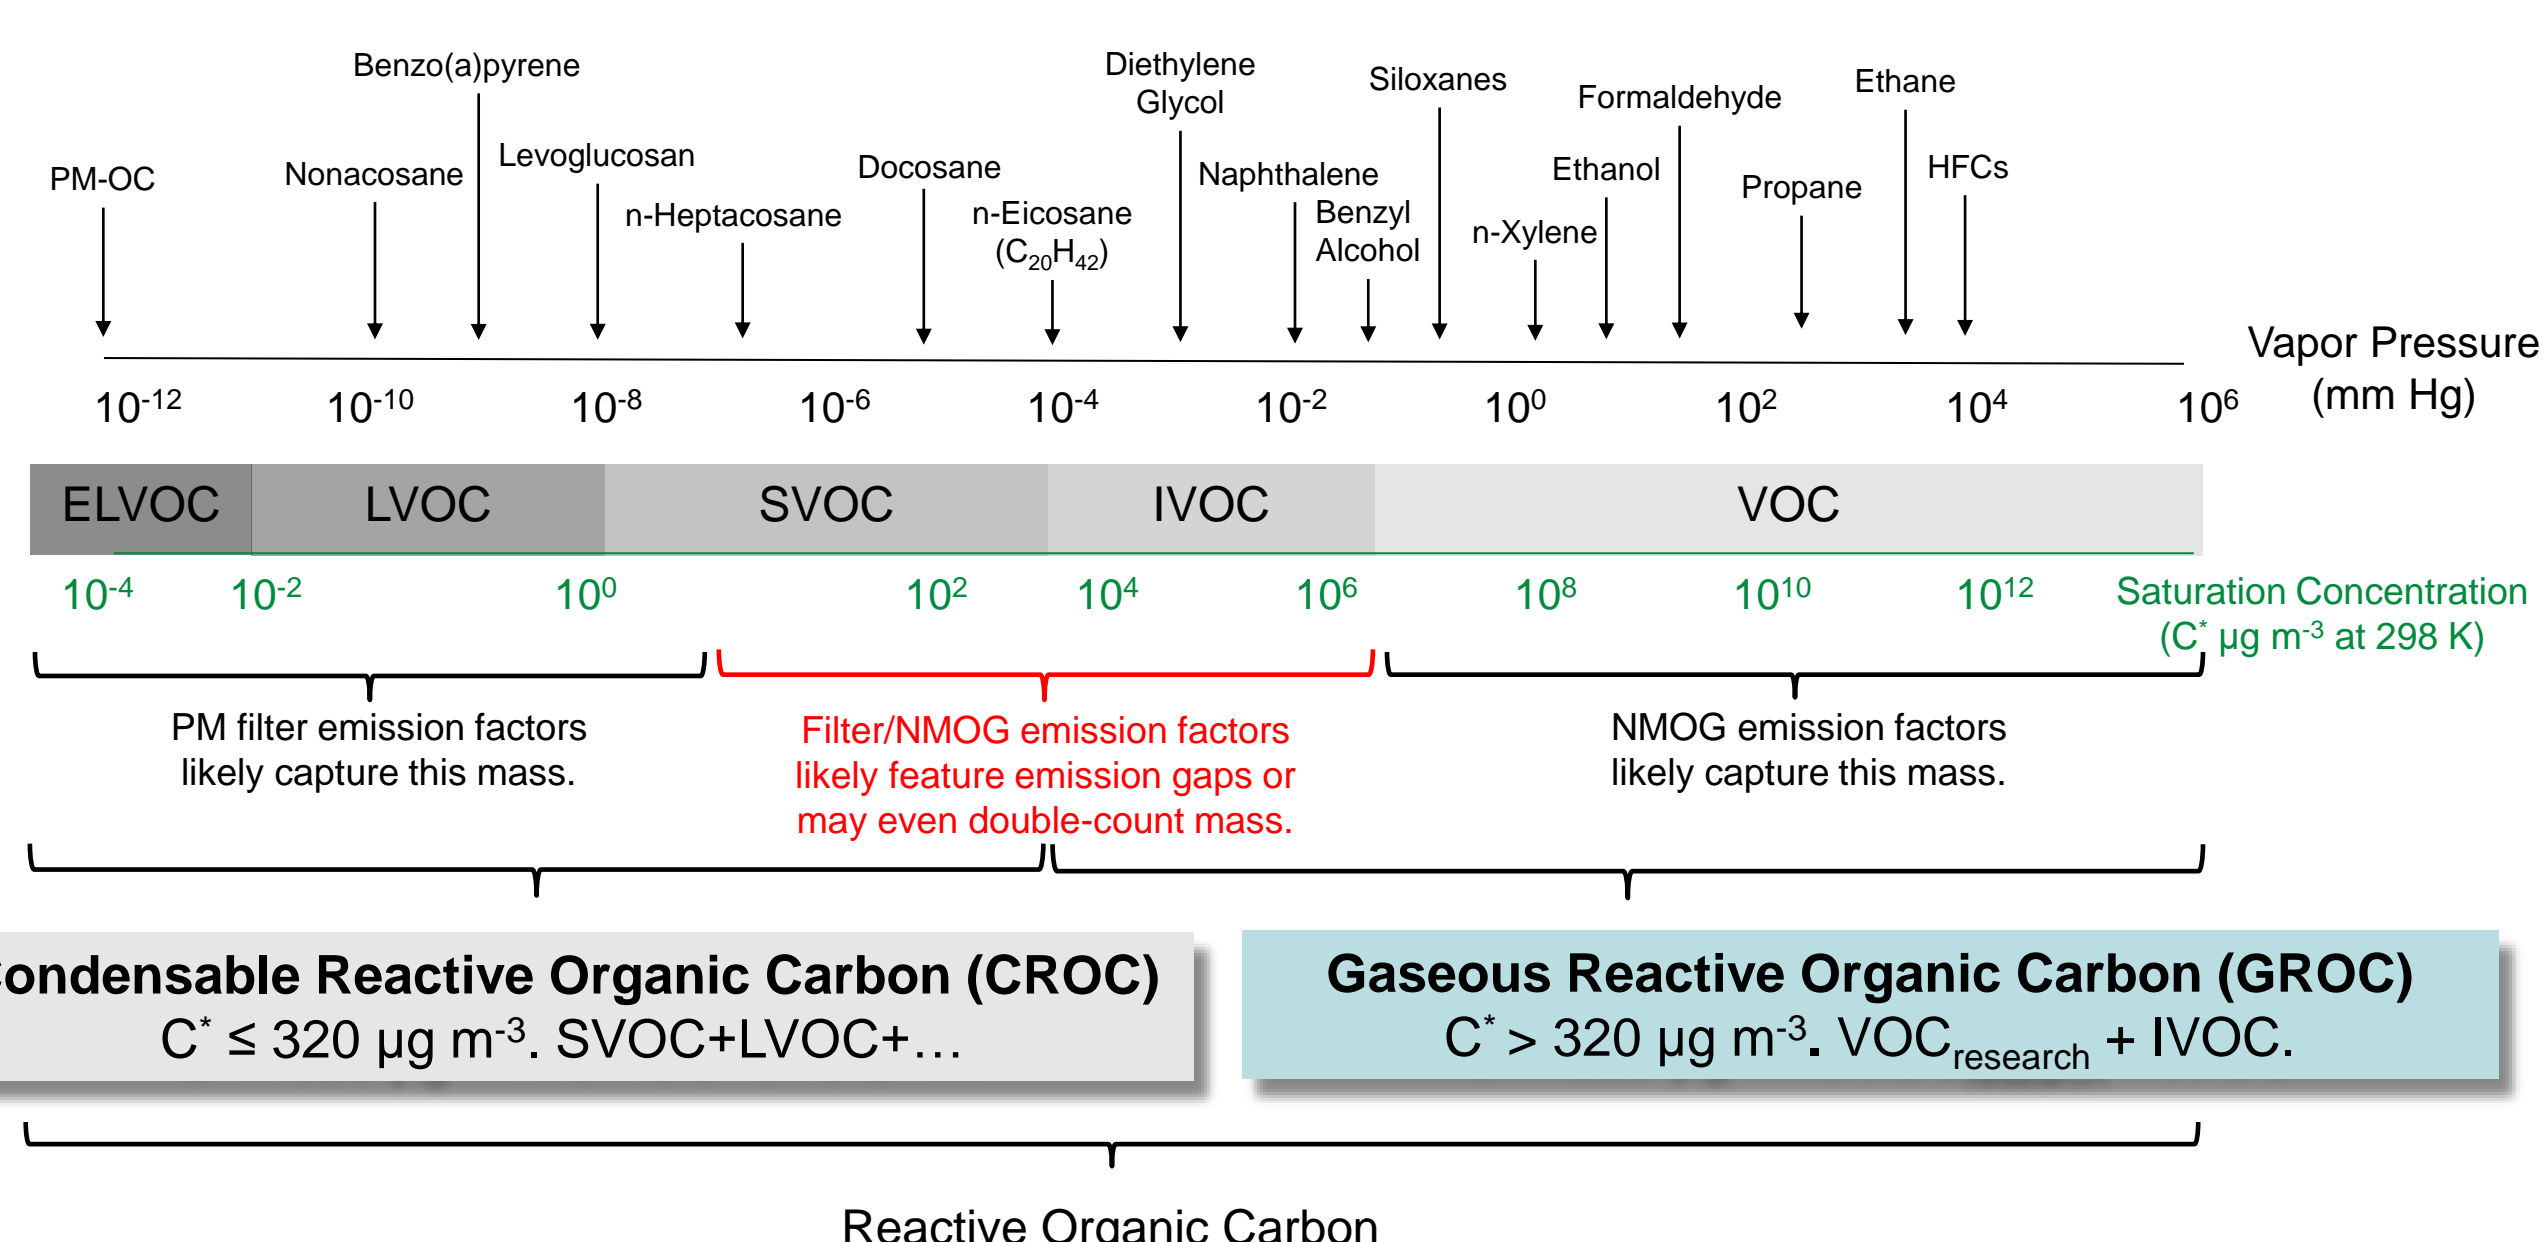 Benzo(a)pyrene
Diethylene
Glycol
Siloxanes
Formaldehyde
Ethane
PM-OC
Nonacosane
Levoglucosan
n-Heptacosane
Docosane
n-Eicosane
(C₂₀H₄₂)
Naphthalene
Benzyl
Alcohol
n-Xylene
Ethanol
Propane
HFCs
Vapor Pressure
(mm Hg)
10⁻¹² 10⁻¹⁰ 10⁻⁸ 10⁻⁶ 10⁻⁴ 10⁻² 10⁰ 10² 10⁴ 10⁶
ELVOC LVOC SVOC IVOC VOC
10⁻⁴ 10⁻² 10⁰ 10² 10⁴ 10⁶ 10⁸ 10¹⁰ 10¹²
Saturation Concentration
(C* µg m⁻³ at 298 K)
PM filter emission factors
likely capture this mass.
Filter/NMOG emission factors
likely feature emission gaps or
may even double-count mass.
NMOG emission factors
likely capture this mass.
ondensable Reactive Organic Carbon (CROC)
C* ≤ 320 µg m⁻³. SVOC+LVOC+…
Gaseous Reactive Organic Carbon (GROC)
C* > 320 µg m⁻³. VOCresearch + IVOC.
Reactive Organic Carbon